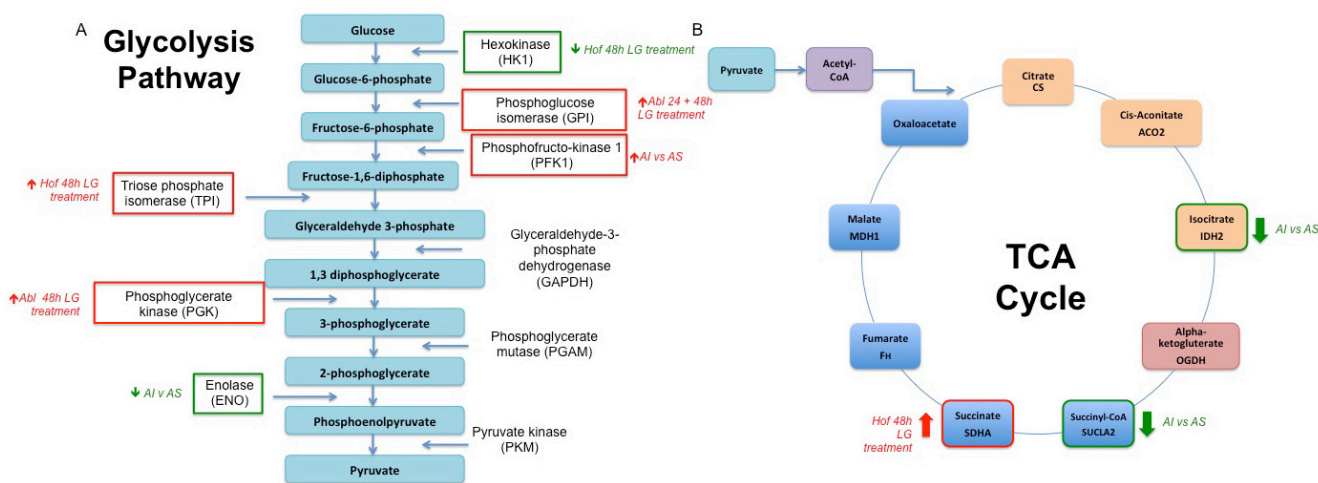 A
Glycolysis
Pathway
Glucose
Hexokinase
(HK1)
Hof 48h LG treatment
Glucose-6-phosphate
Phosphoglucose
isomerase (GPI)
Abl 24 + 48h
LG treatment
Fructose-6-phosphate
Phosphofructo-kinase 1
(PFK1)
AI vs AS
Fructose-1,6-diphosphate
Hof 48h LG
treatment
Triose phosphate
isomerase (TPI)
Glyceraldehyde 3-phosphate
Glyceraldehyde-3-
phosphate
dehydrogenase
(GAPDH)
1,3 diphosphoglycerate
Abl 48h LG
treatment
Phosphoglycerate
kinase (PGK)
3-phosphoglycerate
Phosphoglycerate
mutase (PGAM)
2-phosphoglycerate
AI v AS
Enolase
(ENO)
Phosphoenolpyruvate
Pyruvate kinase
(PKM)
Pyruvate
B
Pyruvate
Acetyl-
CoA
Citrate
CS
Oxaloacetate
Cis-Aconitate
ACO2
Malate
MDH1
Isocitrate
IDH2
AI vs AS
TCA
Cycle
Fumarate
FH
Alpha-
ketogluterate
OGDH
Hof 48h
LG
treatment
Succinate
SDHA
Succinyl-CoA
SUCLA2
AI vs AS